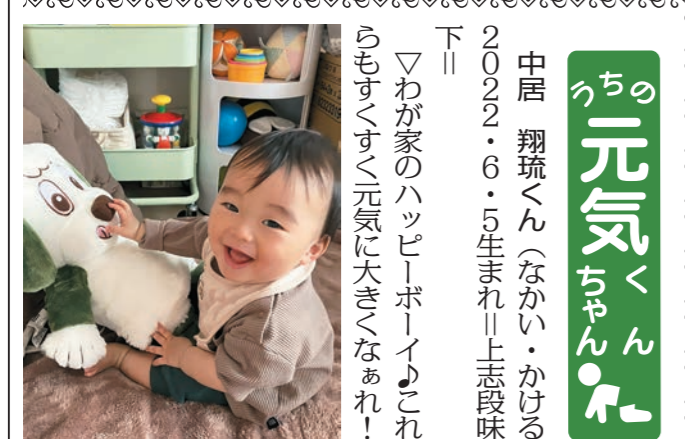 うちの元気くんちゃん
中居　翔琉くん（なかい・かける
２０２２・６・５生まれ＝上志段味
下＝
▽わが家のハッピーボーイ♪これ
らもすくすく元気に大きくなぁれ！